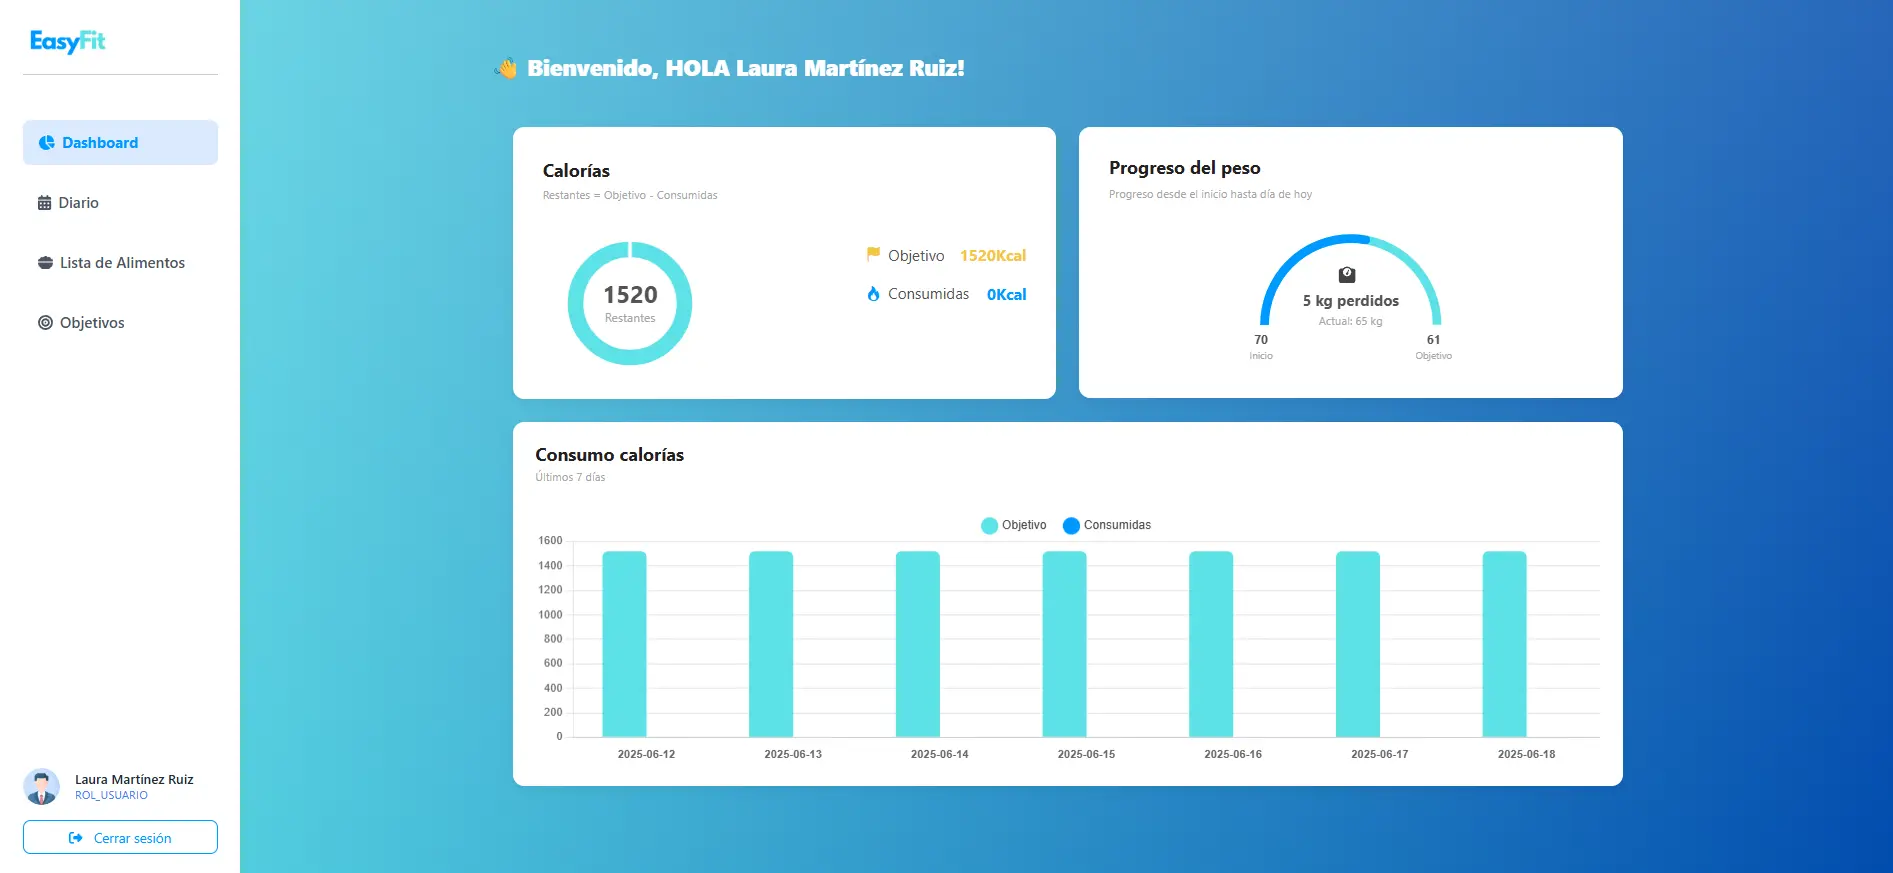 EasyFit
Dashboard
Diario
Lista de Alimentos
Objetivos
Laura Martínez Ruiz
ROL_USUARIO
Cerrar sesión
👋 Bienvenido, HOLA Laura Martínez Ruiz!
Calorías
Restantes = Objetivo - Consumidas
1520
Restantes
Objetivo 1520Kcal
Consumidas 0Kcal
Progreso del peso
Progreso desde el inicio hasta día de hoy
5 kg perdidos
Actual: 65 kg
70
Inicio
61
Objetivo
Consumo calorías
Últimos 7 días
Objetivo Consumidas
1600
1400
1200
1000
800
600
400
200
0
2025-06-12 2025-06-13 2025-06-14 2025-06-15 2025-06-16 2025-06-17 2025-06-18